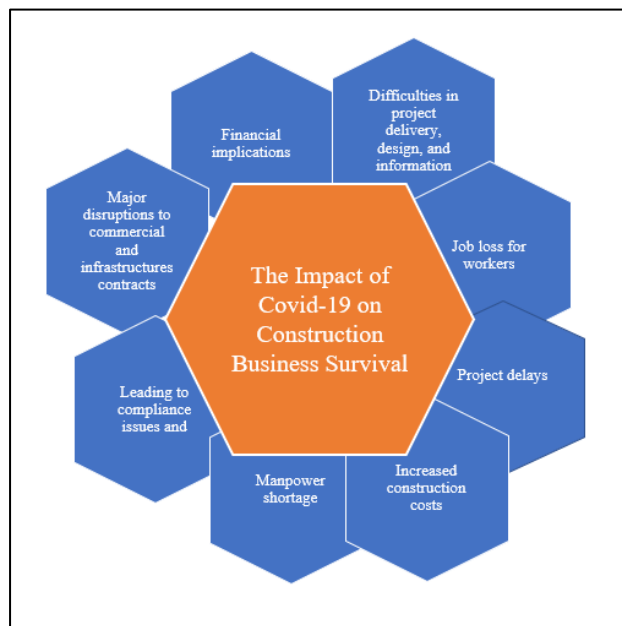 Difficulties in
project
delivery,
design, and
information
Financial
implications
Major
disruptions to
commercial
and
infrastructures
contracts
Job loss for
workers
The Impact of
Covid-19 on
Construction
Business Survival
Project delays
Leading to
compliance
issues and
Manpower
shortage
Increased
construction
costs